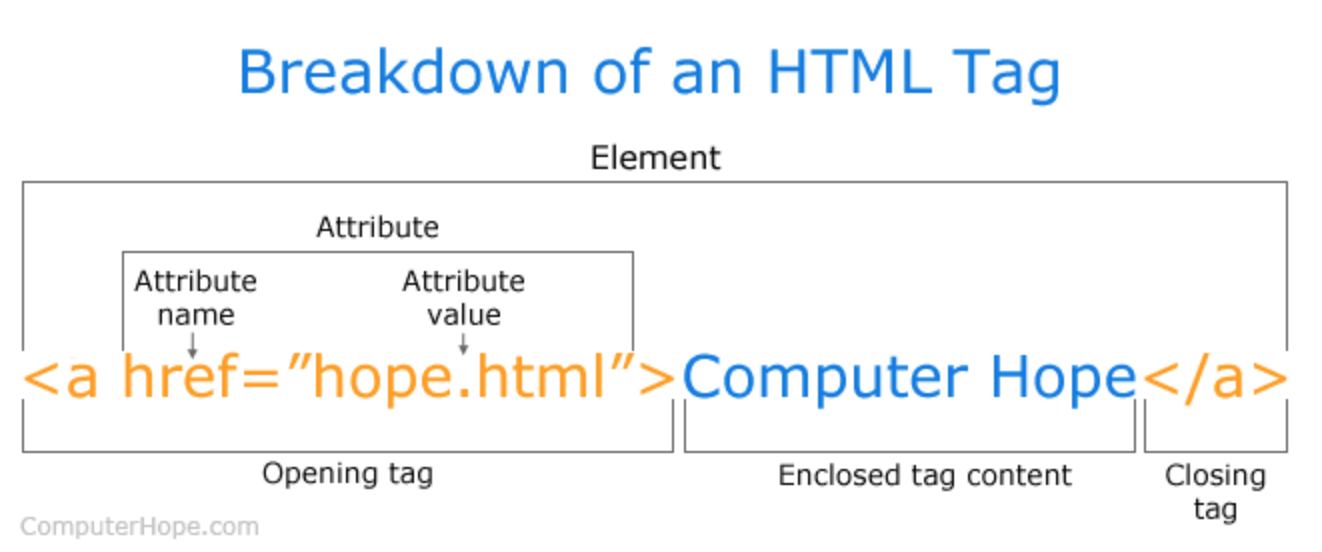 Breakdown of an HTML Tag
Element
Attribute
Attribute
name
Attribute
value
<a href=”hope.html”>Computer Hope</a>
Opening tag
Enclosed tag content
Closing
tag
ComputerHope.com